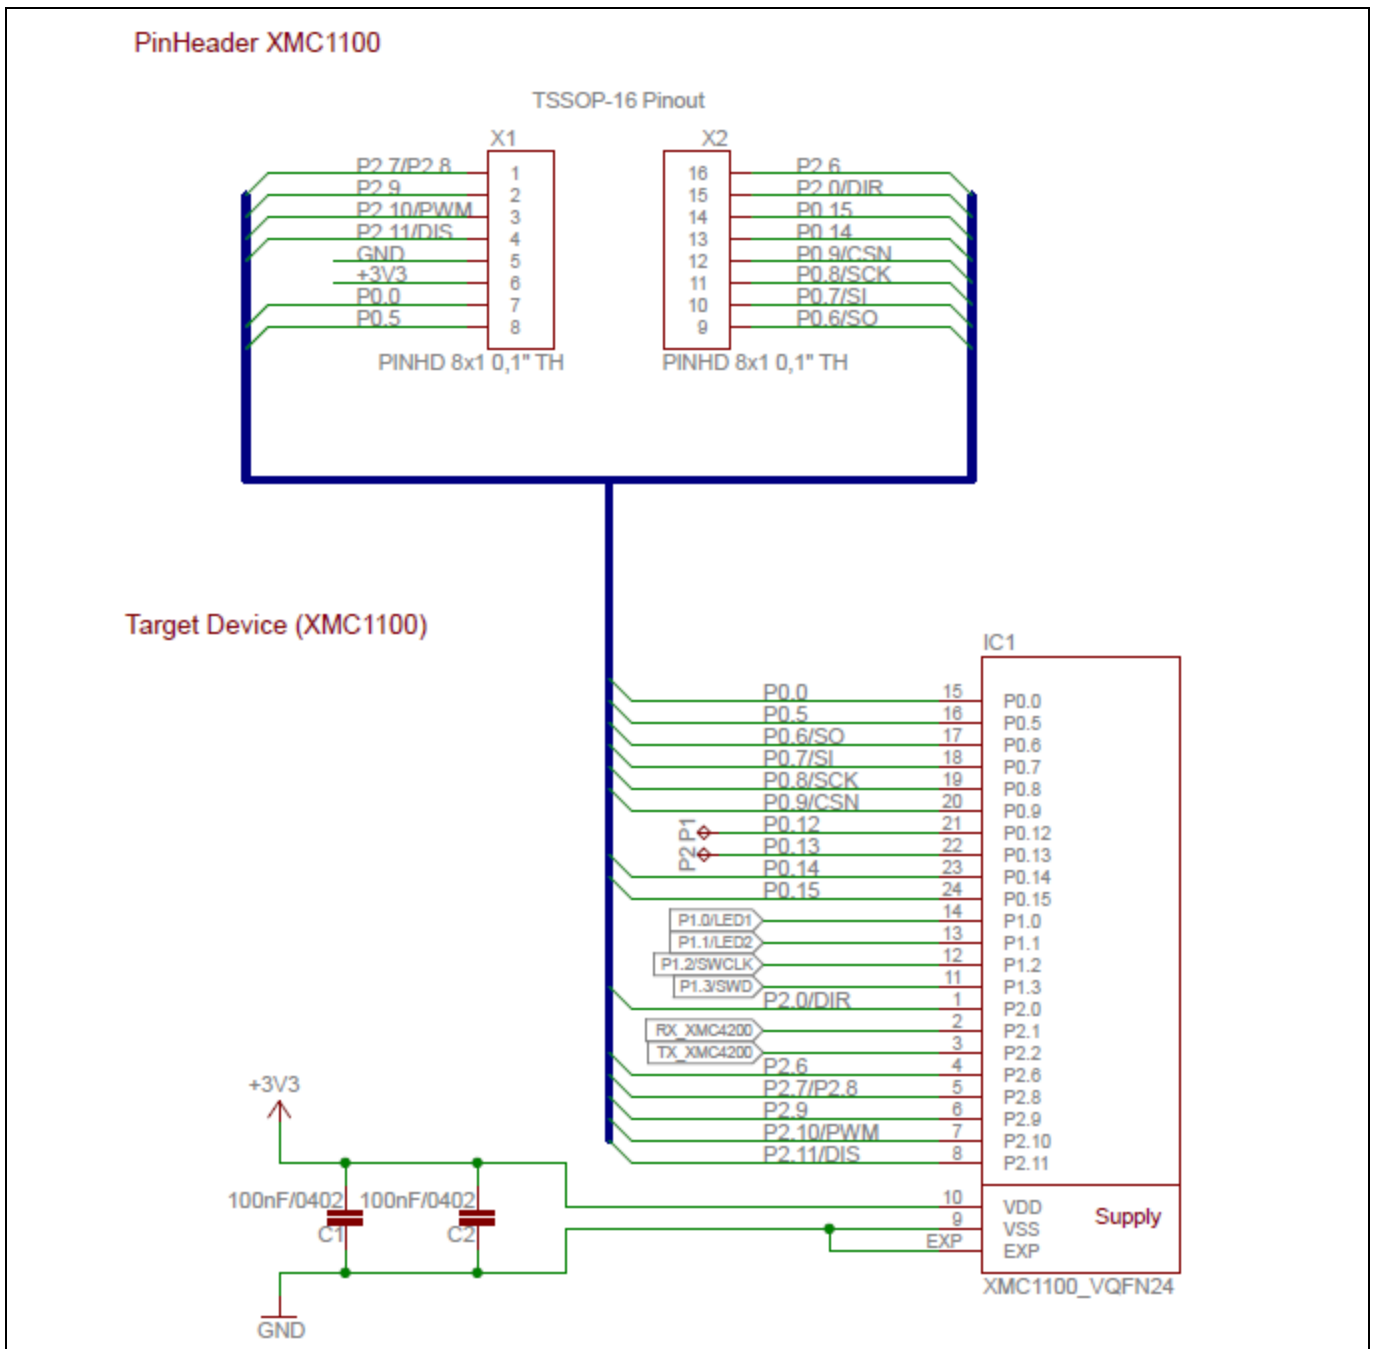 PinHeader XMC1100
TSSOP-16 Pinout
X1
X2
P2.7/P2.8 1
P2.9 2
P2.10/PWM 3
P2.11/DIS 4
GND 5
+3V3 6
P0.0 7
P0.5 8
PINHD 8x1 0,1" TH
16 P2.6
15 P2.0/DIR
14 P0.15
13 P0.14
12 P0.9/CSN
11 P0.8/SCK
10 P0.7/SI
9 P0.6/SO
PINHD 8x1 0,1" TH
Target Device (XMC1100)
IC1
P0.0 15 P0.0
P0.5 16 P0.5
P0.6/SO 17 P0.6
P0.7/SI 18 P0.7
P0.8/SCK 19 P0.8
P0.9/CSN 20 P0.9
P1 P0.12 21 P0.12
P2 P0.13 22 P0.13
P0.14 23 P0.14
P0.15 24 P0.15
P1.0/LED1 14 P1.0
P1.1/LED2 13 P1.1
P1.2/SWCLK 12 P1.2
P1.3/SWD 11 P1.3
P2.0/DIR 1 P2.0
RX_XMC4200 2 P2.1
TX_XMC4200 3 P2.2
P2.6 4 P2.6
P2.7/P2.8 5 P2.8
P2.9 6 P2.9
P2.10/PWM 7 P2.10
P2.11/DIS 8 P2.11
10 VDD
9 VSS
EXP EXP
Supply
XMC1100_VQFN24
+3V3
100nF/0402
C1
100nF/0402
C2
GND